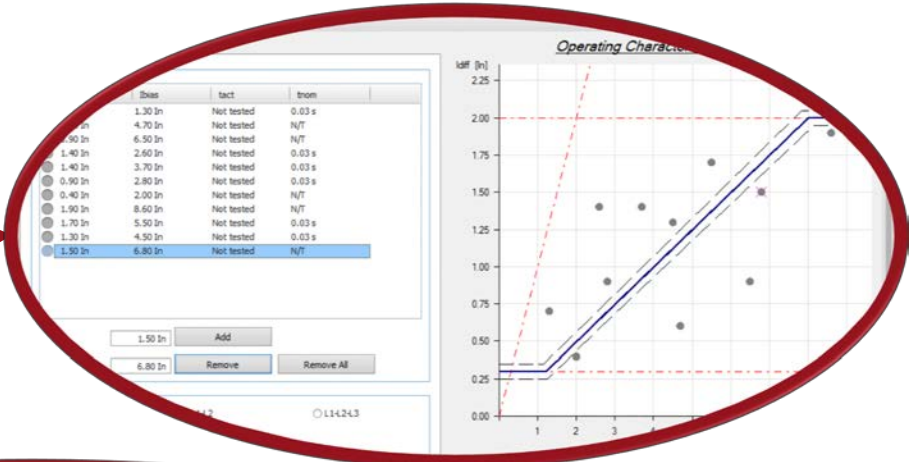 Operating Charac
Idiff [In]
Ibias tact tnom
1.30 In Not tested 0.03 s
4.70 In Not tested N/T
.90 In 6.50 In Not tested N/T
1.40 In 2.60 In Not tested 0.03 s
1.40 In 3.70 In Not tested 0.03 s
0.90 In 2.80 In Not tested 0.03 s
0.40 In 2.00 In Not tested N/T
1.90 In 8.60 In Not tested N/T
1.70 In 5.50 In Not tested 0.03 s
1.30 In 4.50 In Not tested 0.03 s
1.50 In 6.80 In Not tested N/T
1.50 In Add
6.80 In Remove Remove All
L1-L2-L3
2.25
2.00
1.75
1.50
1.25
1.00
0.75
0.50
0.25
0.00
1 2 3